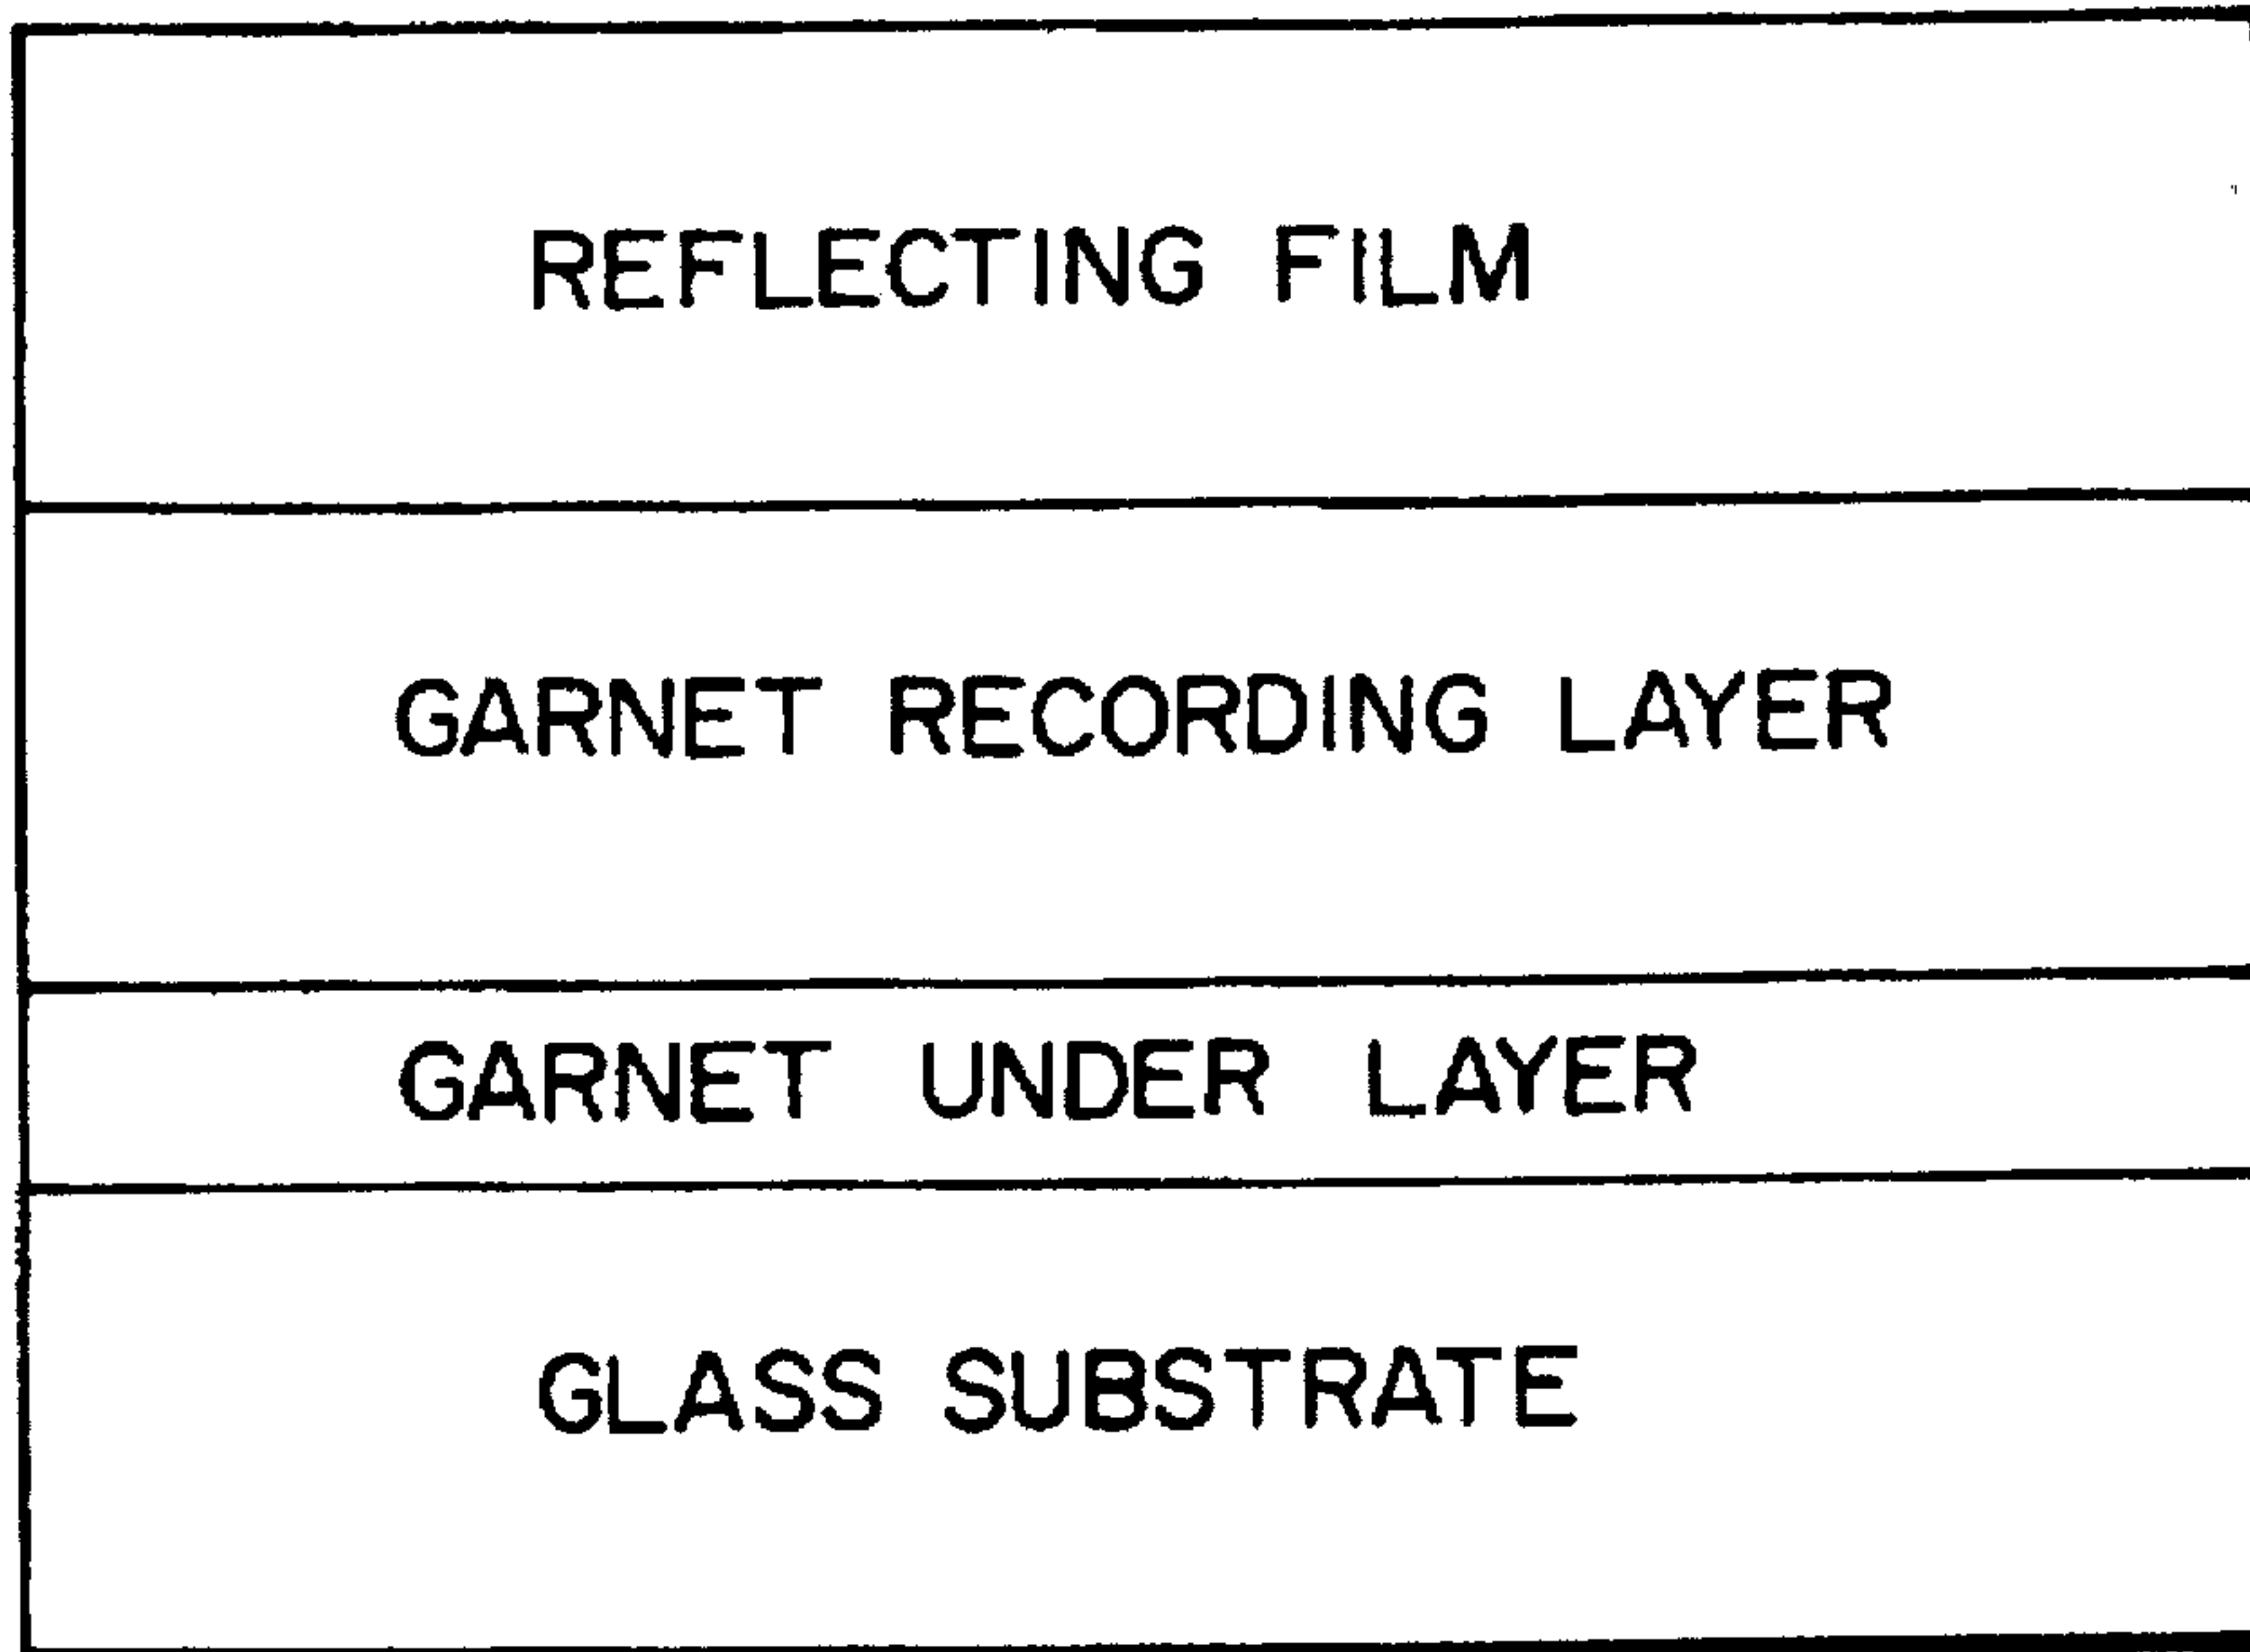 REFLECTING FILM
GARNET RECORDING LAYER
GARNET UNDER LAYER
GLASS SUBSTRATE